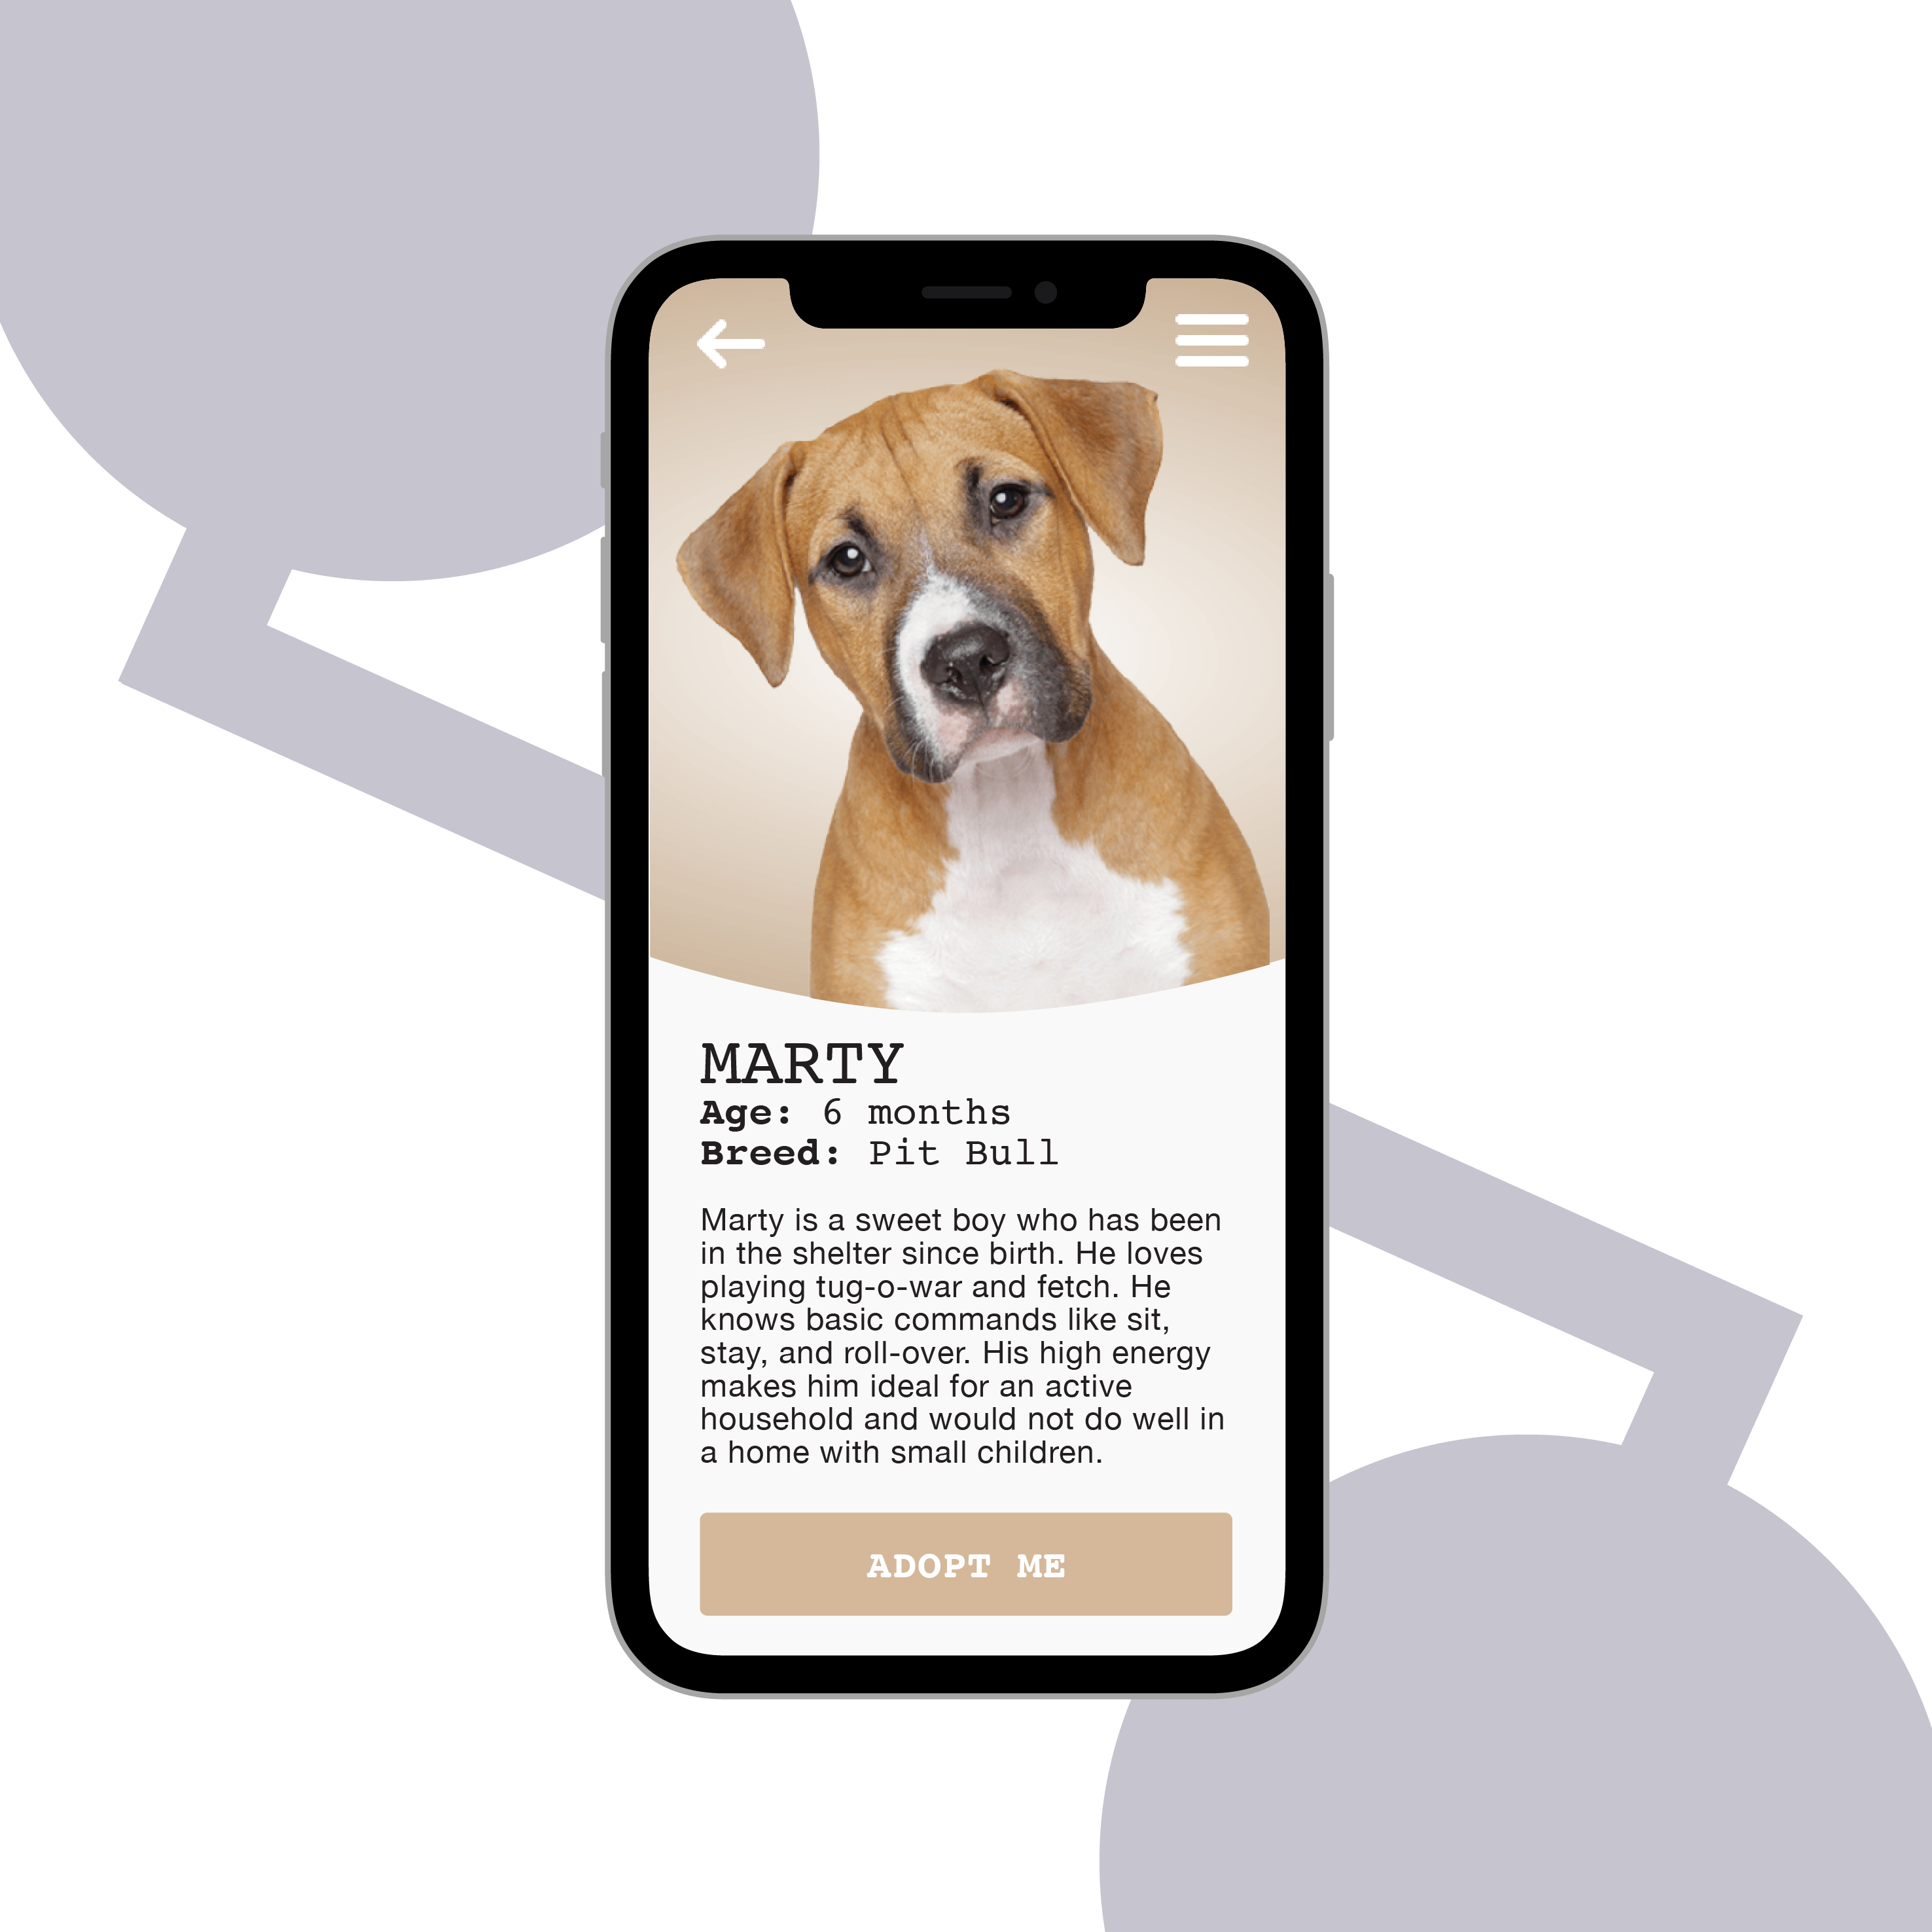 MARTY
Age: 6 months
Breed: Pit Bull
Marty is a sweet boy who has been
in the shelter since birth. He loves
playing tug-o-war and fetch. He
knows basic commands like sit,
stay, and roll-over. His high energy
makes him ideal for an active
household and would not do well in
a home with small children.
ADOPT ME